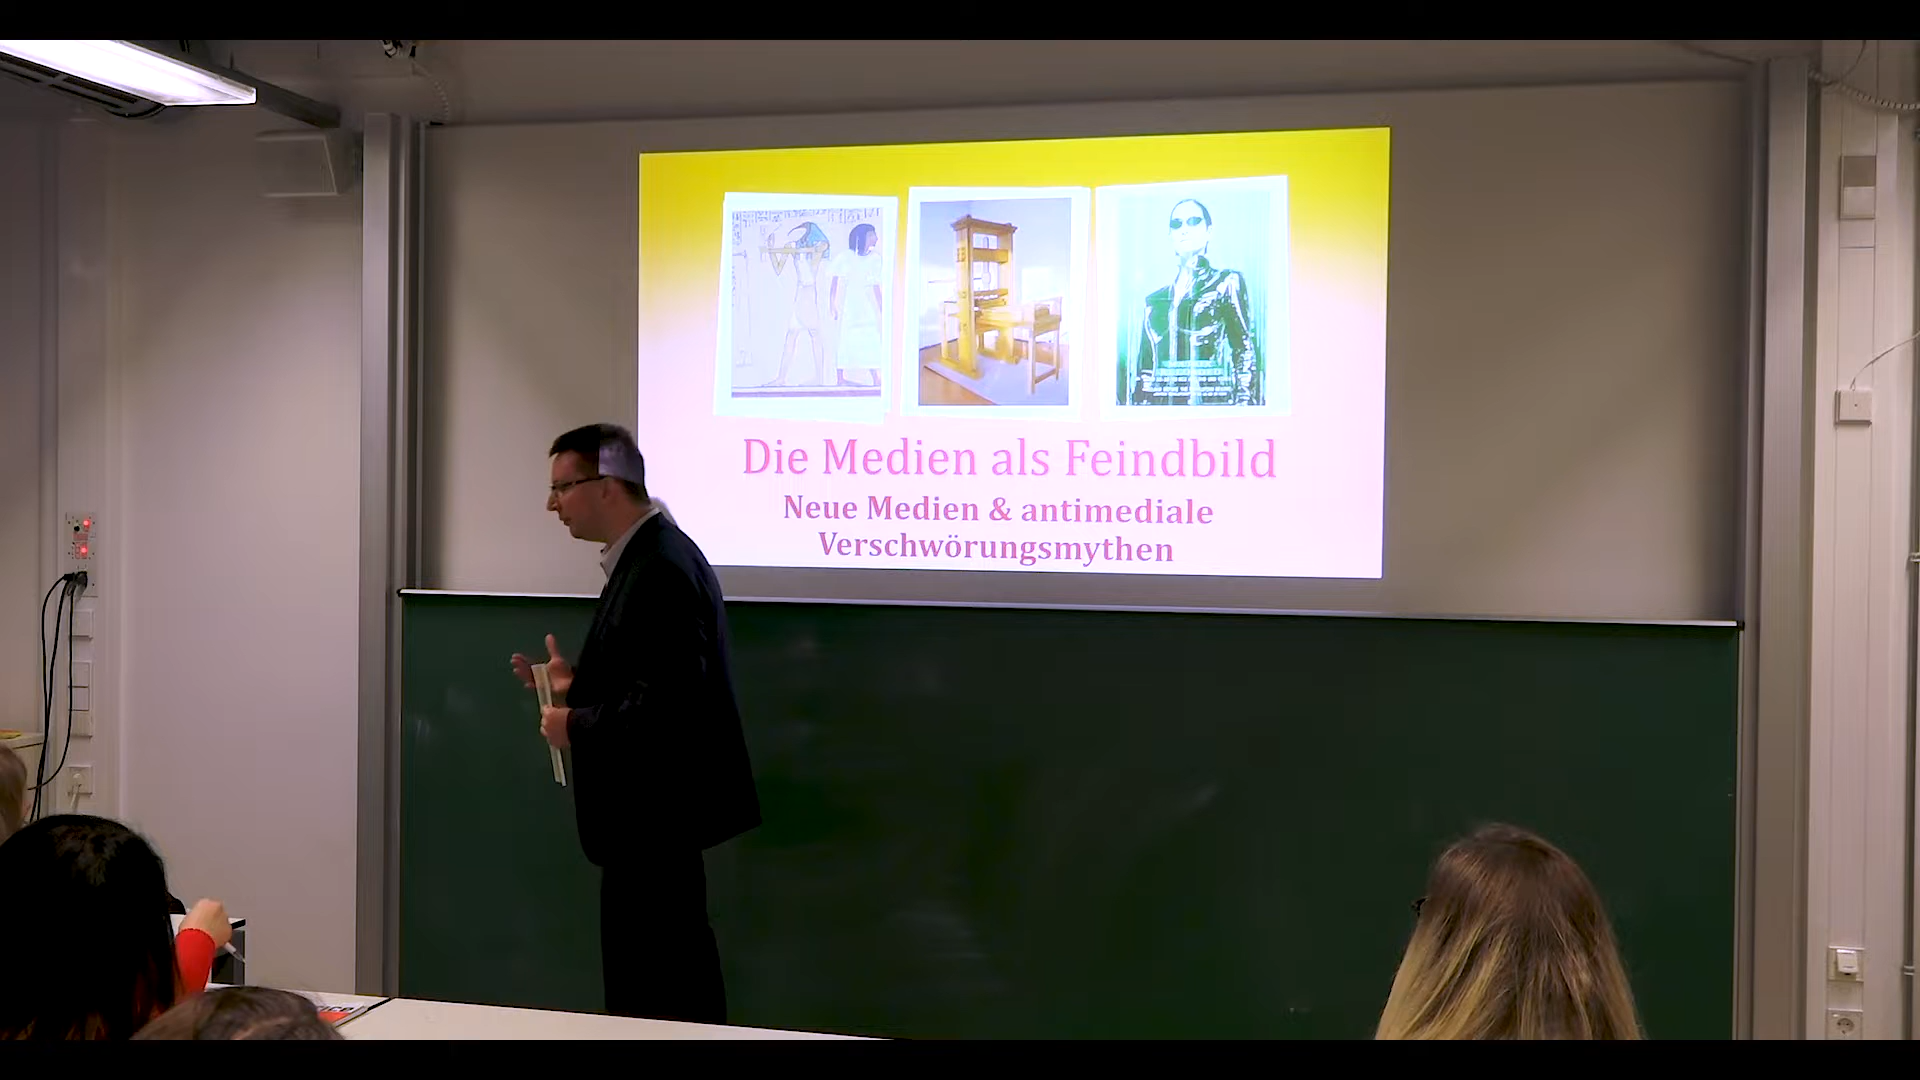 Die Medien als Feindbild
Neue Medien & antimediale
Verschwörungsmythen